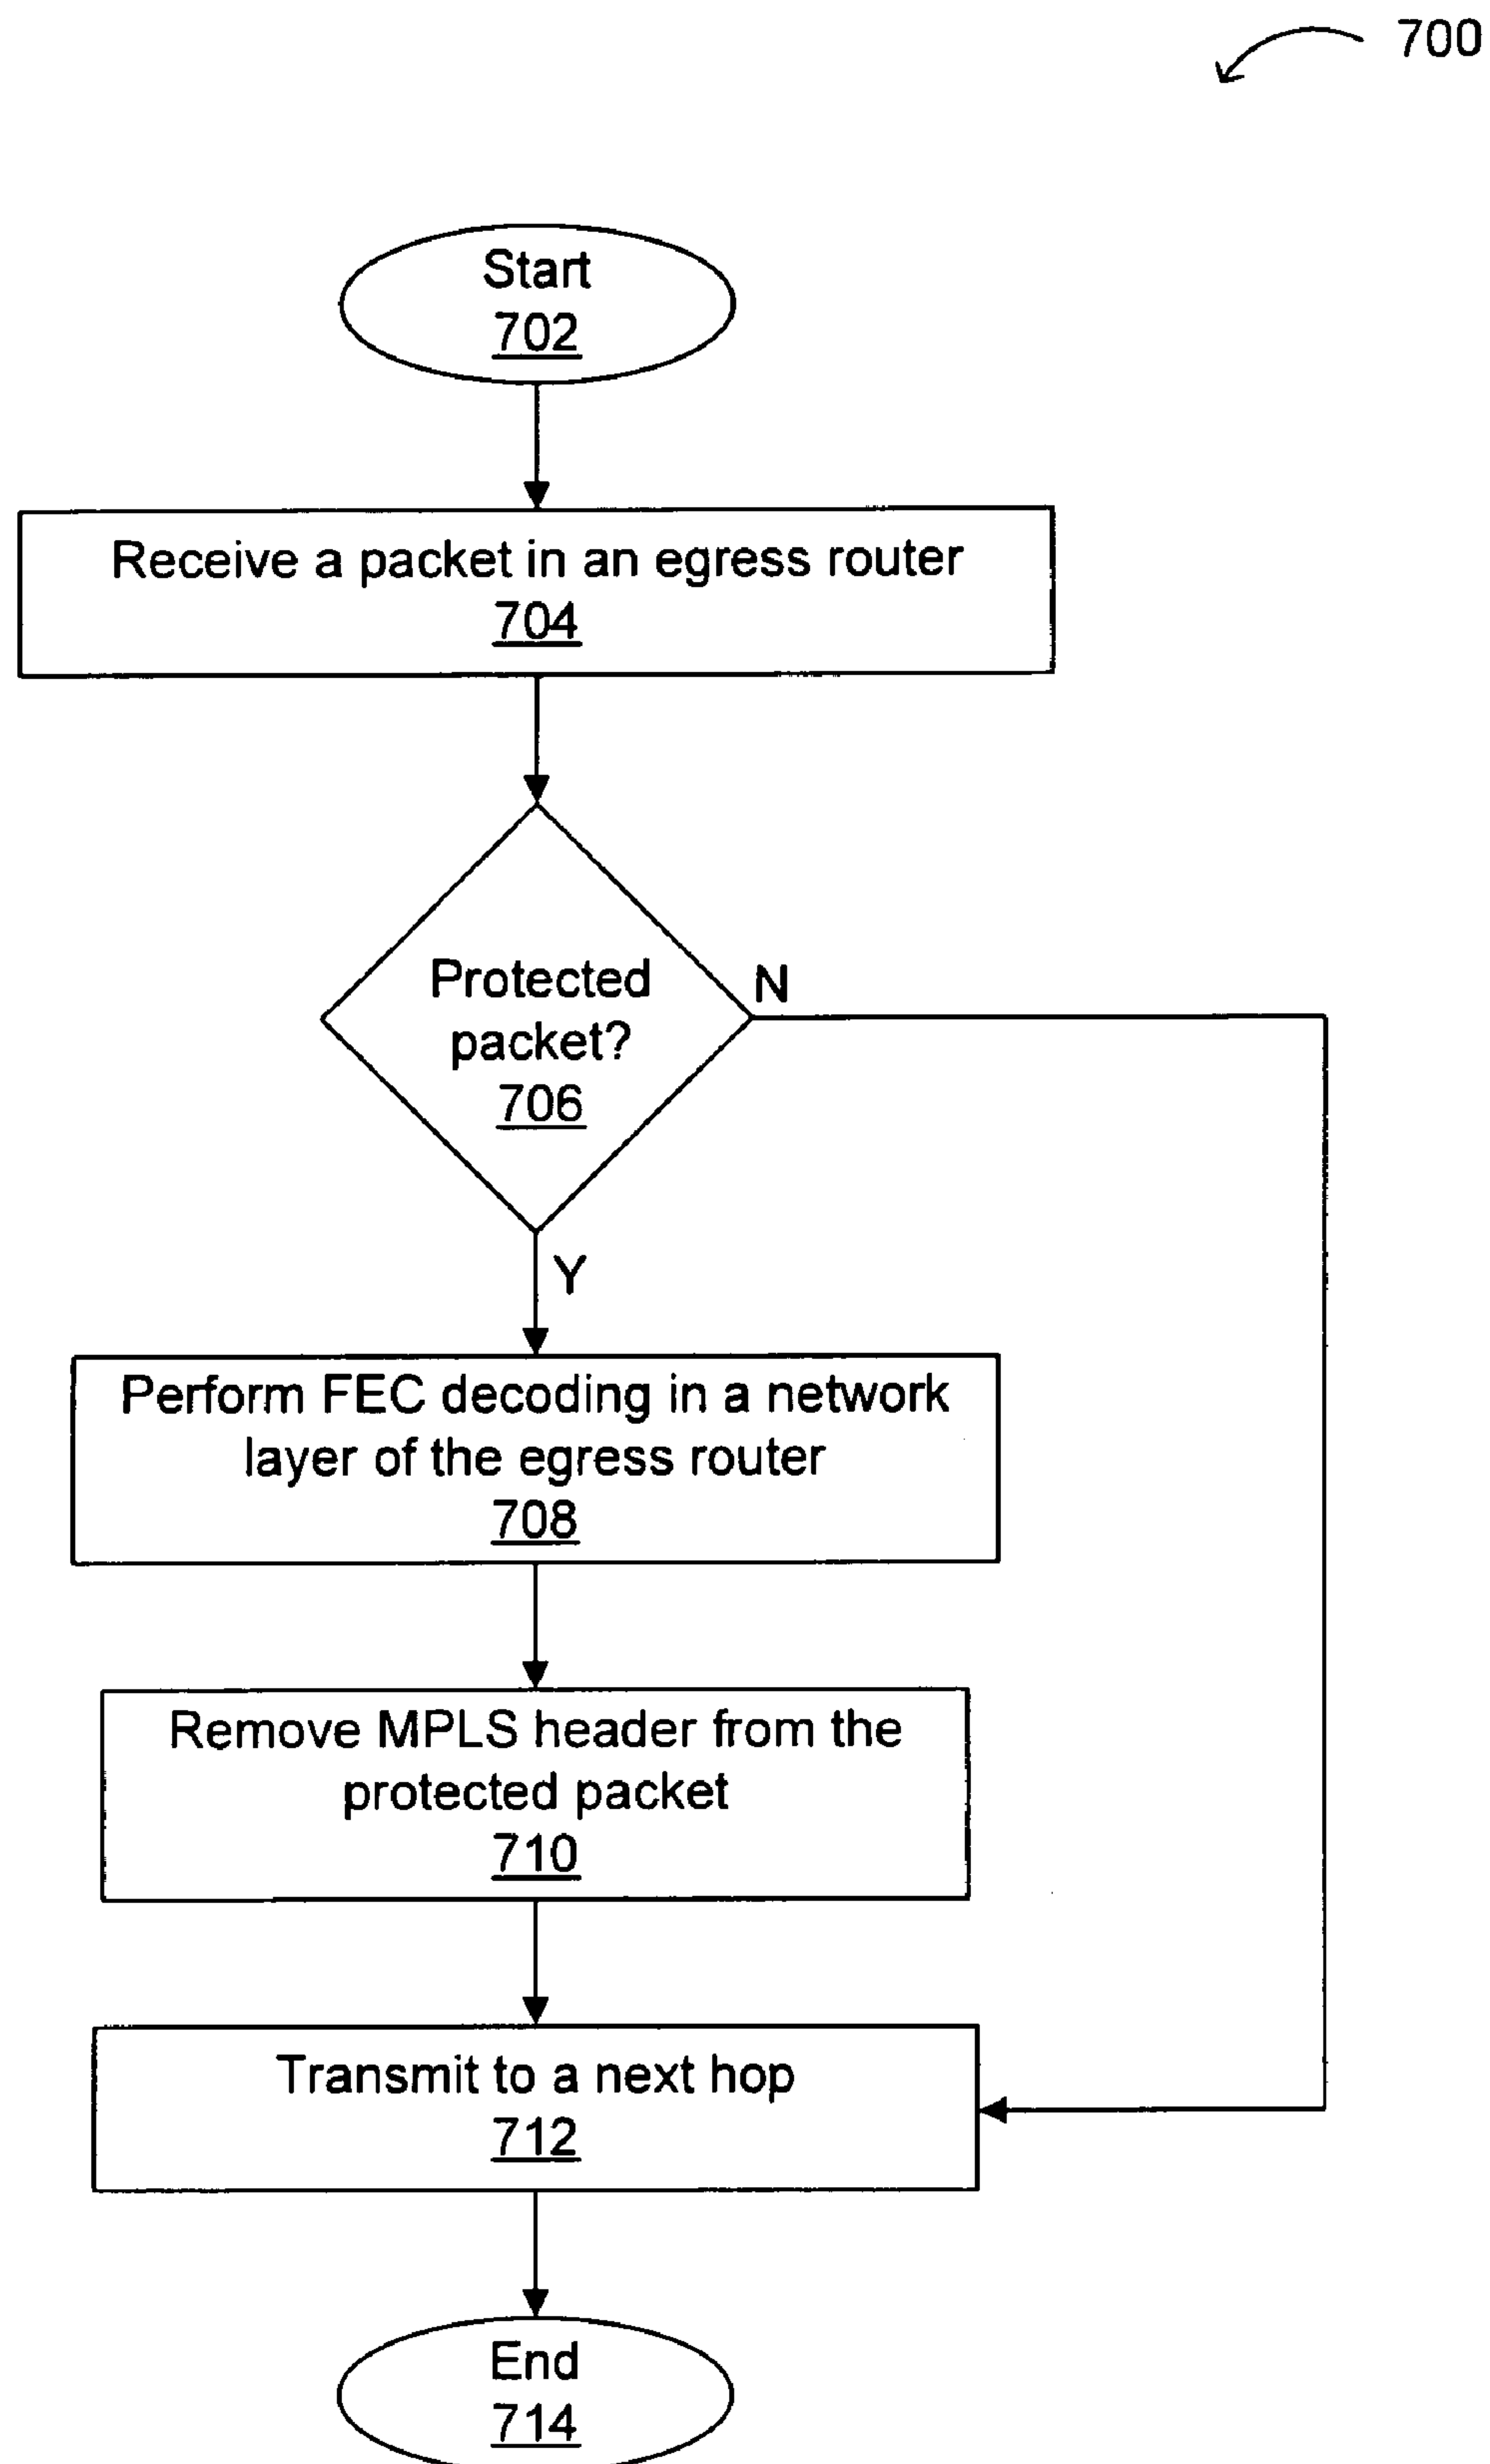 700
Start
702
Receive a packet in an egress router
704
Protected
packet?
706
N
Y
Perform FEC decoding in a network
layer of the egress router
708
Remove MPLS header from the
protected packet
710
Transmit to a next hop
712
End
714